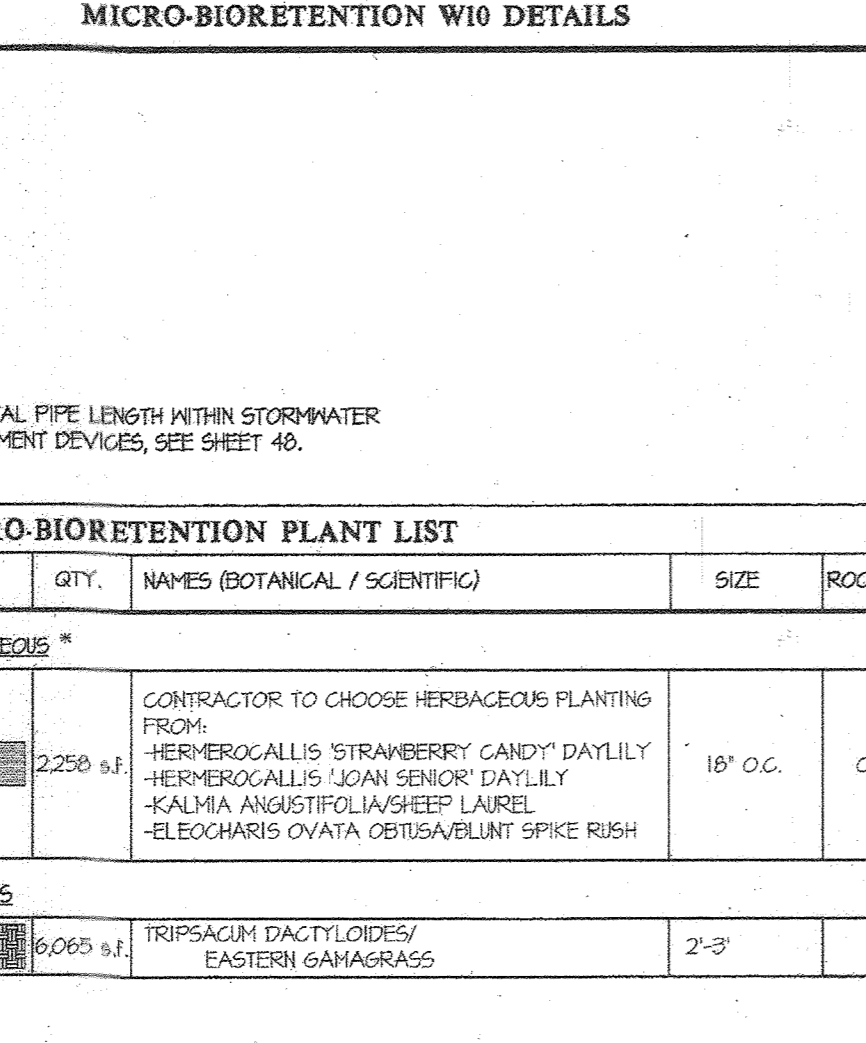 MICRO-BIORETENTION W10 DETAILS
AL PIPE LENGTH WITHIN STORMWATER
MENT DEVICES, SEE SHEET 48.
O-BIORETENTION PLANT LIST
QTY. NAMES (BOTANICAL / SCIENTIFIC) SIZE ROO
EOUS *
CONTRACTOR TO CHOOSE HERBACEOUS PLANTING
FROM:
-HERMEROCALLIS 'STRAWBERRY CANDY' DAYLILY
2,258 s.f. 18" O.C. C
-HERMEROCALLIS 'JOAN SENIOR' DAYLILY
-KALMIA ANGUSTIFOLIA/SHEEP LAUREL
-ELEOCHARIS OVATA OBTUSA/BLUNT SPIKE RUSH
S
6,065 s.f. TRIPSACUM DACTYLOIDES/ 2'-3'
EASTERN GAMAGRASS